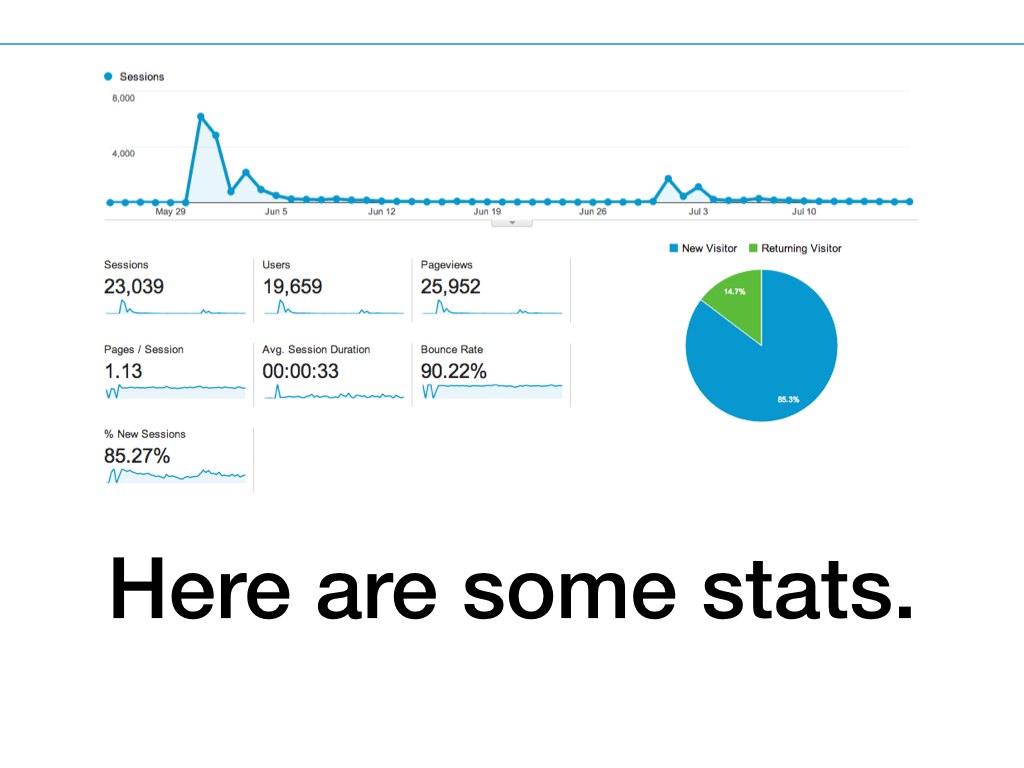 Sessions
8,000
4,000
May 29 Jun 5 Jun 12 Jun 19 Jun 26 Jul 3 Jul 10
New Visitor Returning Visitor
14.7%
85.3%
Sessions Users Pageviews
23,039 19,659 25,952
Pages / Session Avg. Session Duration Bounce Rate
1.13 00:00:33 90.22%
% New Sessions
85.27%
Here are some stats.